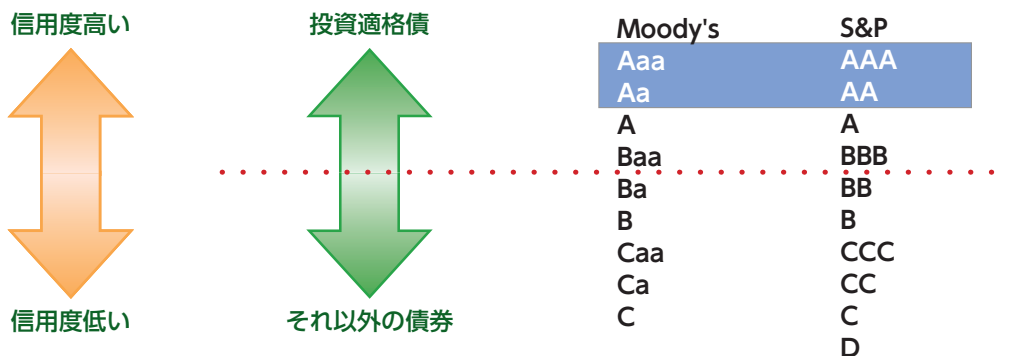 信用度高い
投資適格債
Moody's S&P
Aaa AAA
Aa AA
A A
Baa BBB
Ba BB
B B
Caa CCC
Ca CC
C C
D
信用度低い
それ以外の債券